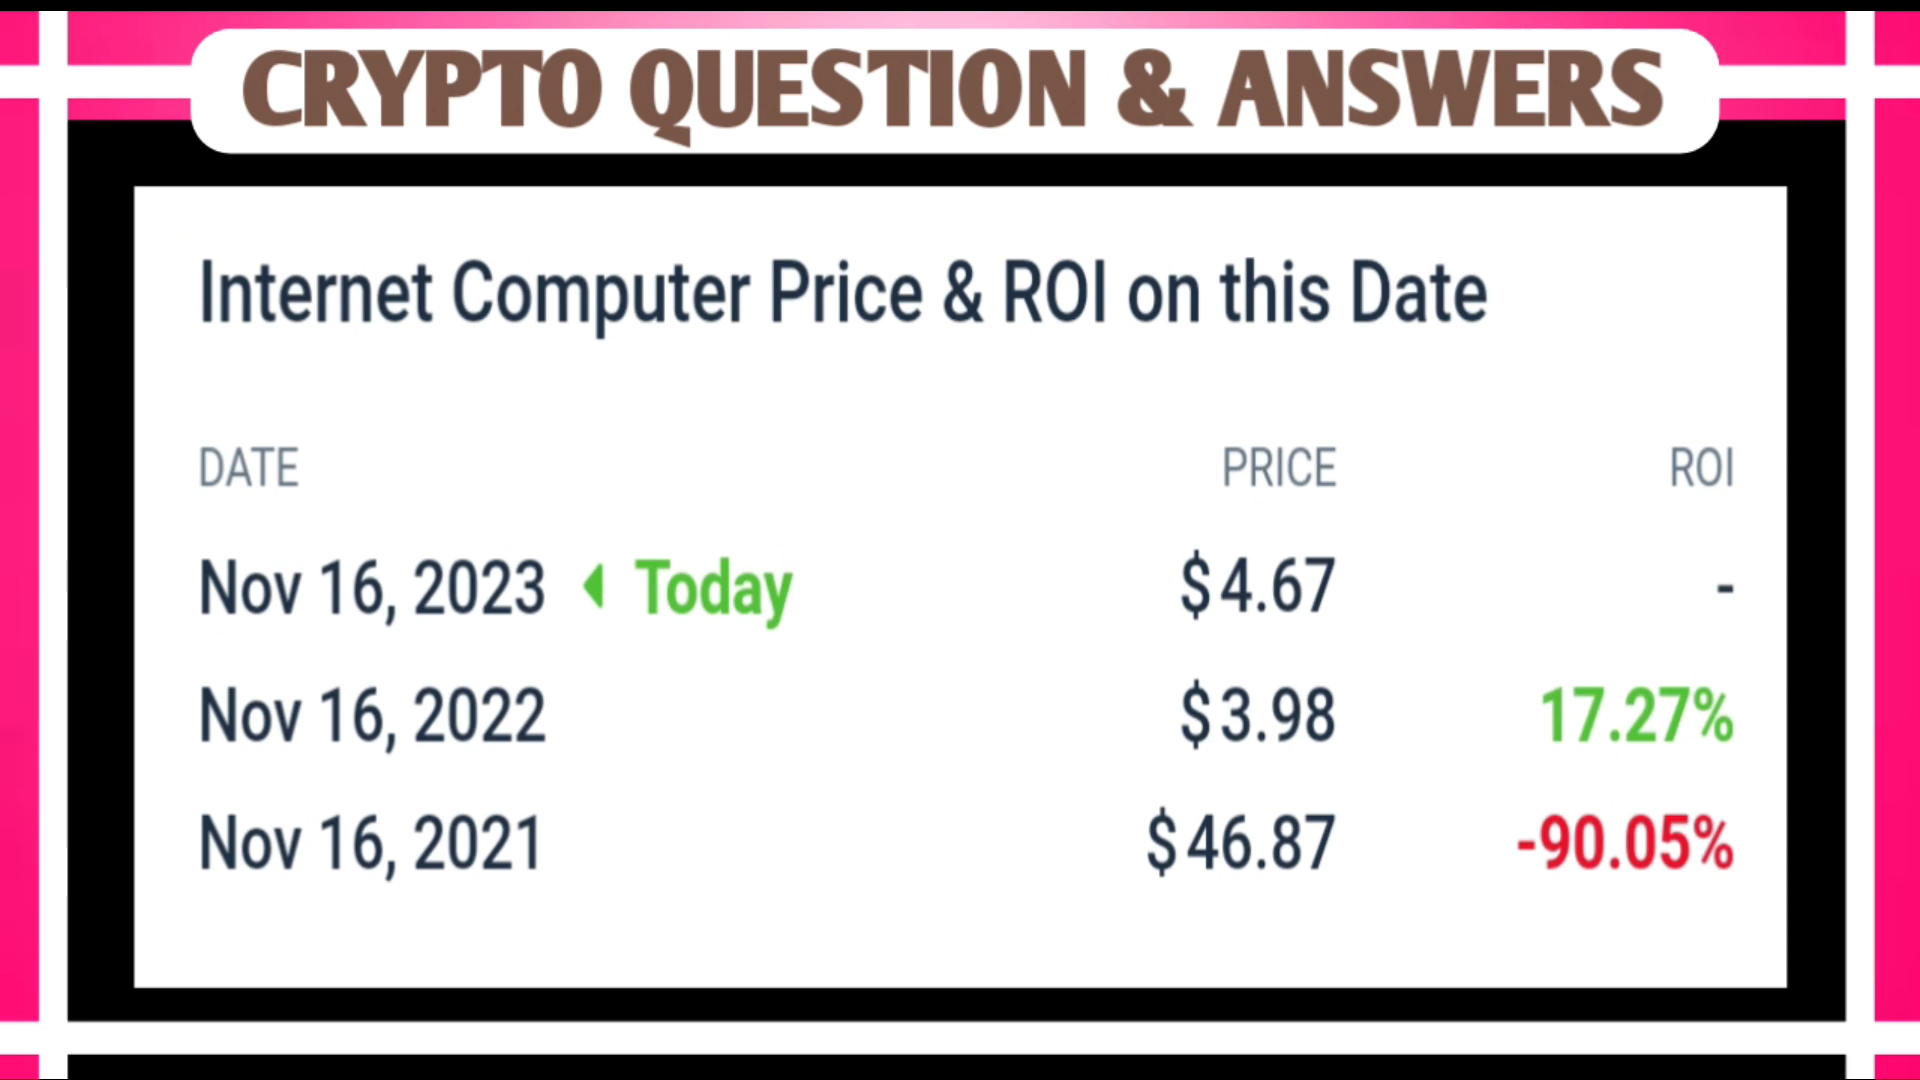 CRYPTO QUESTION & ANSWERS
Internet Computer Price & ROI on this Date
DATE PRICE ROI
Nov 16, 2023 Today $4.67 -
Nov 16, 2022 $3.98 17.27%
Nov 16, 2021 $46.87 -90.05%